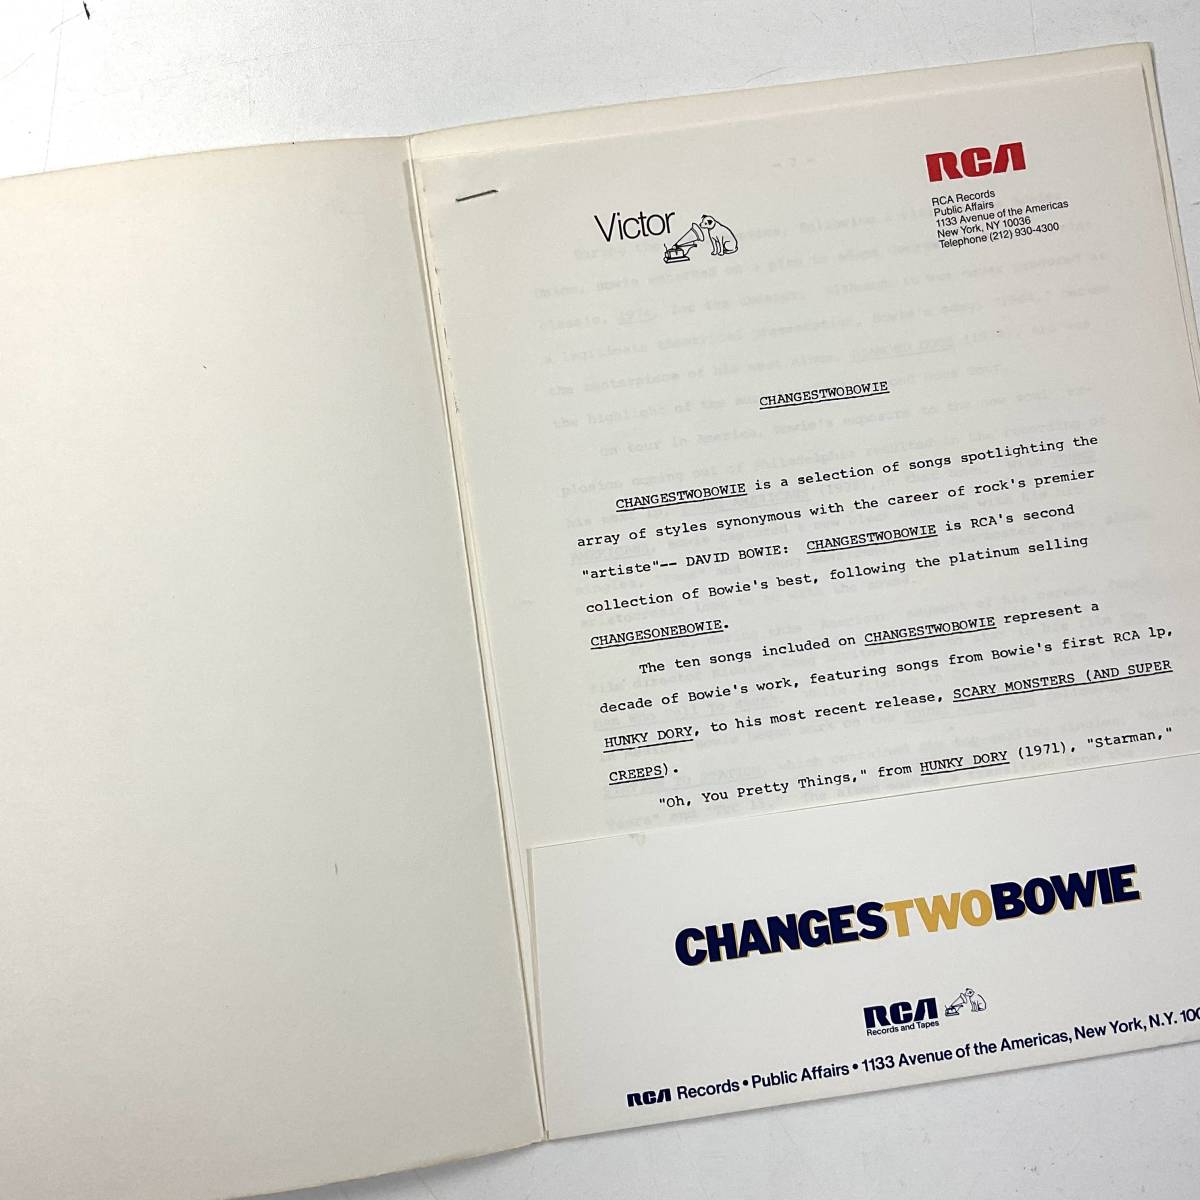 Victor
RCA
RCA Records
Public Affairs
1133 Avenue of the Americas
New York, NY 10036
Telephone (212) 930-4300
CHANGESTWOBOWIE
CHANGESTWOBOWIE is a selection of songs spotlighting the
array of styles synonymous with the career of rock's premier
"artiste"-- DAVID BOWIE: CHANGESTWOBOWIE is RCA's second
collection of Bowie's best, following the platinum selling
CHANGESONEBOWIE.
The ten songs included on CHANGESTWOBOWIE represent a
decade of Bowie's work, featuring songs from Bowie's first RCA lp,
HUNKY DORY, to his most recent release, SCARY MONSTERS (AND SUPER
CREEPS).
"Oh, You Pretty Things," from HUNKY DORY (1971), "Starman,"
CHANGESTWOBOWIE
RCA
Records and Tapes
RCA Records • Public Affairs • 1133 Avenue of the Americas, New York, N.Y.